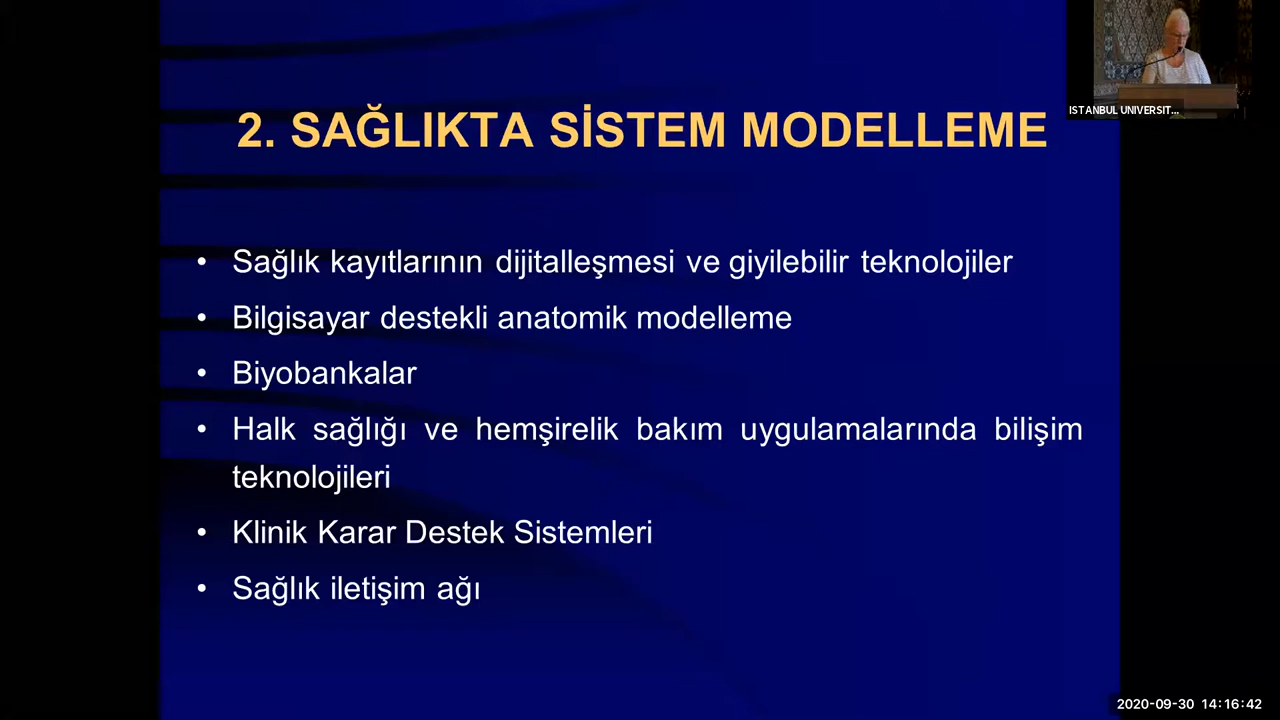 2. SAĞLIKTA SİSTEM MODELLEME
• Sağlık kayıtlarının dijitalleşmesi ve giyilebilir teknolojiler
• Bilgisayar destekli anatomik modelleme
• Biyobankalar
• Halk sağlığı ve hemşirelik bakım uygulamalarında bilişim
teknolojileri
• Klinik Karar Destek Sistemleri
• Sağlık iletişim ağı
ISTANBUL UNIVERSIT...
2020-09-30 14:16:42